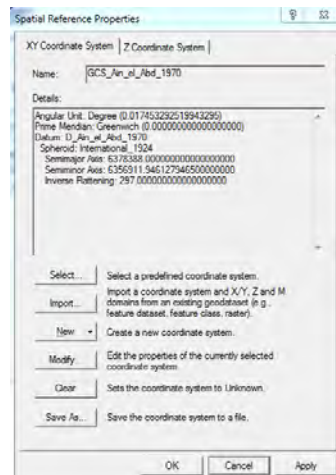 Spatial Reference Properties
XY Coordinate System
Z Coordinate System
Name:
GCS_Ain_el_Abd_1970
Details:
Angular Unit: Degree (0.017453292519943295)
Prime Meridian: Greenwich (0.000000000000000000)
Datum: D_Ain_el_Abd_1970
Spheroid: International_1924
Semimajor Axis: 6378388.000000000000000000
Semiminor Axis: 6356911.946127946500000000
Inverse Flattening: 297.000000000000000000
Select...
Select a predefined coordinate system.
Import...
Import a coordinate system and X/Y, Z and M
domains from an existing geodataset (e.g.,
feature dataset, feature class, raster).
New
Create a new coordinate system.
Modify...
Edit the properties of the currently selected
coordinate system.
Clear
Sets the coordinate system to Unknown.
Save As...
Save the coordinate system to a file.
OK
Cancel
Apply